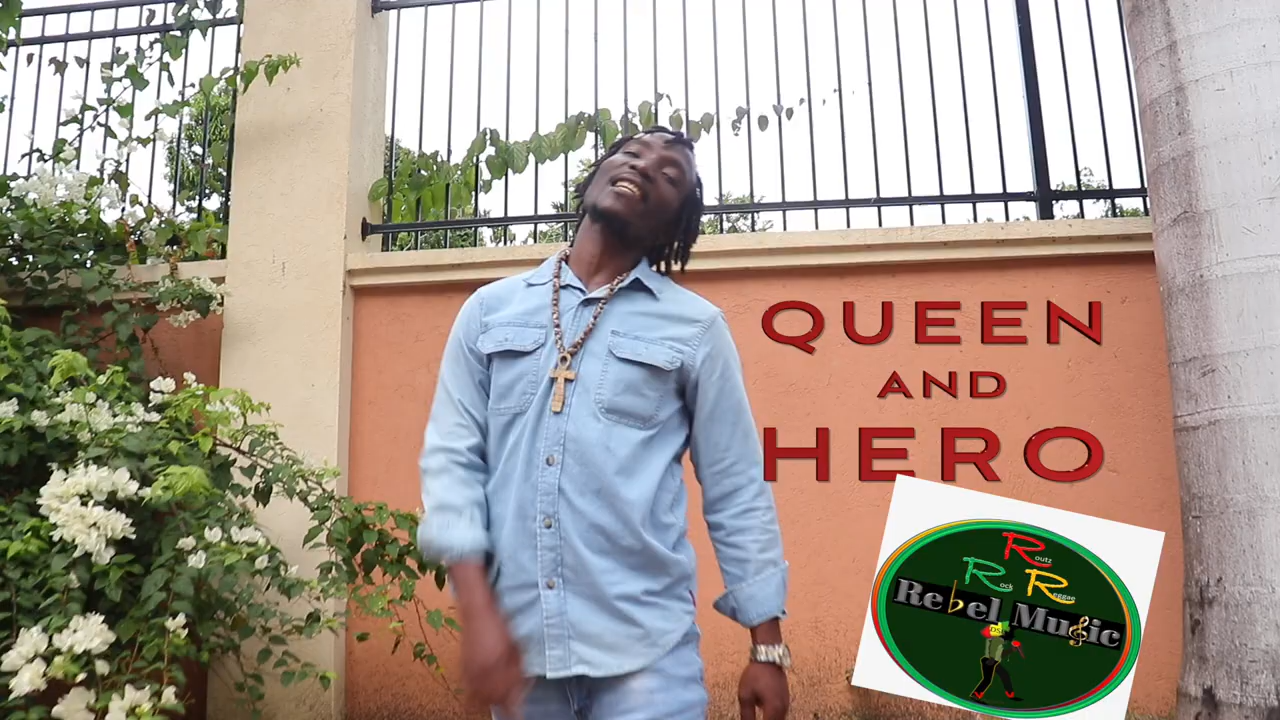 QUEEN
AND
HERO
Routz
Rock Reggae
Rebel Music